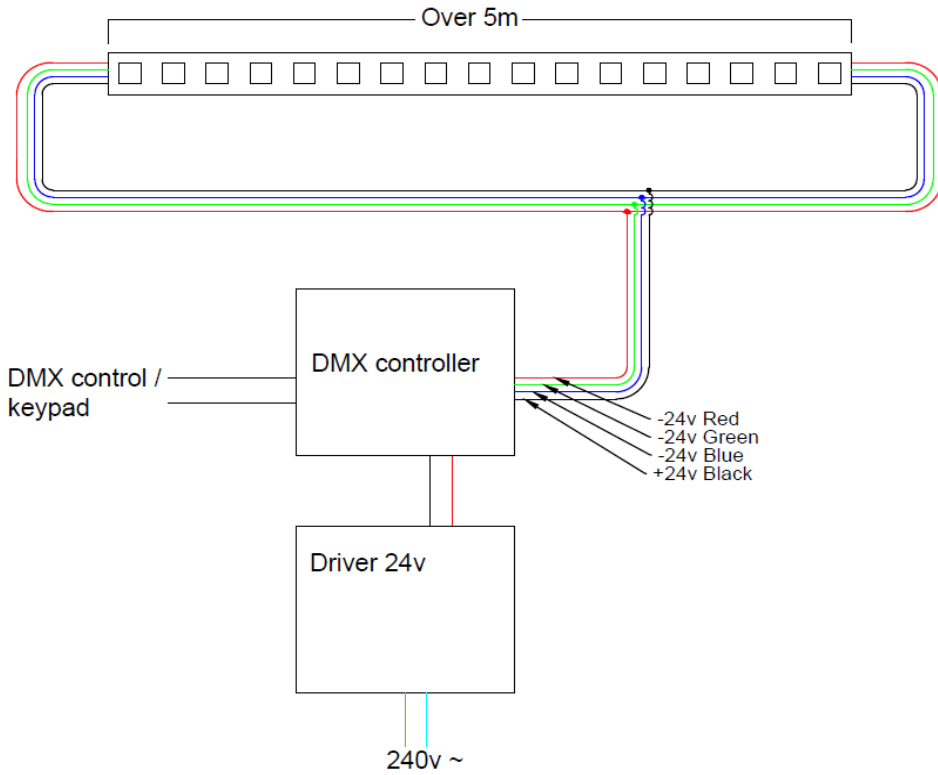 Over 5m
DMX controller
DMX control /
keypad
-24v Red
-24v Green
-24v Blue
+24v Black
Driver 24v
240v ~